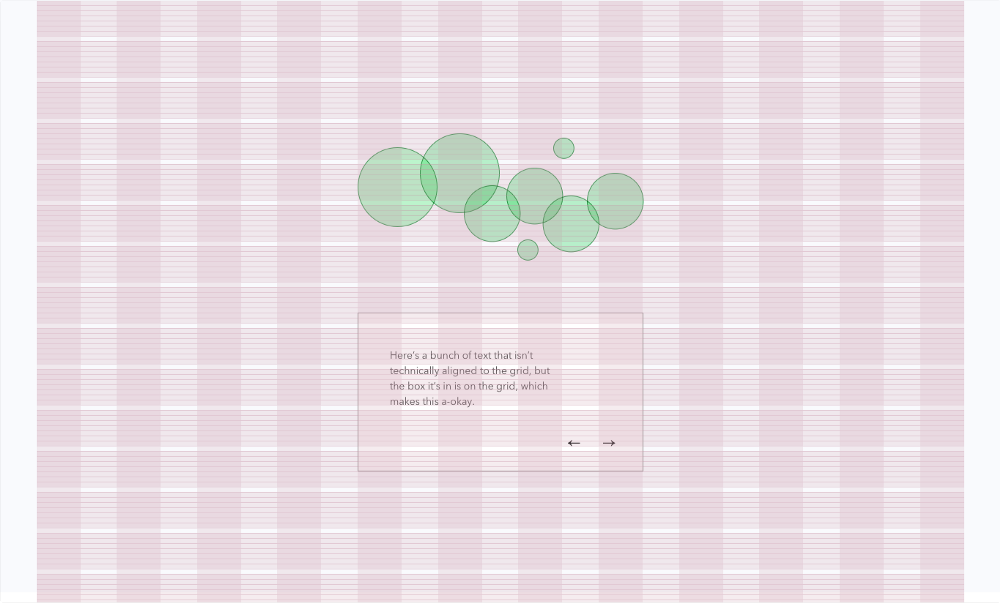 Here's a bunch of text that isn't
technically aligned to the grid, but
the box it's in is on the grid, which
makes this a-okay.
← →